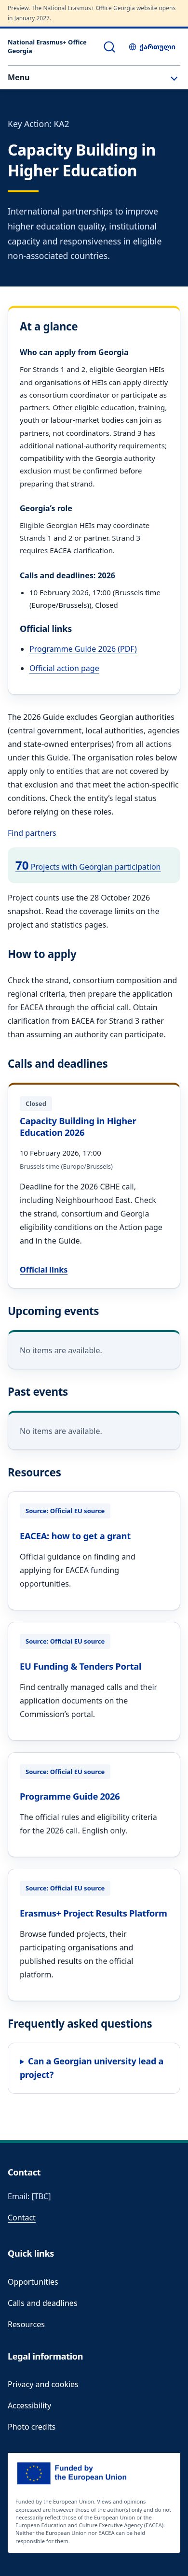 Preview. The National Erasmus+ Office Georgia website opens
in January 2027.
National Erasmus+ Office
Georgia
ქართული
Menu
Key Action: KA2
Capacity Building in
Higher Education
International partnerships to improve
higher education quality, institutional
capacity and responsiveness in eligible
non-associated countries.
At a glance
Who can apply from Georgia
For Strands 1 and 2, eligible Georgian HEIs
and organisations of HEIs can apply directly
as consortium coordinator or participate as
partners. Other eligible education, training,
youth or labour-market bodies can join as
partners, not coordinators. Strand 3 has
additional national-authority requirements;
compatibility with the Georgia authority
exclusion must be confirmed before
preparing that strand.
Georgia's role
Eligible Georgian HEIs may coordinate
Strands 1 and 2 or partner. Strand 3
requires EACEA clarification.
Calls and deadlines: 2026
• 10 February 2026, 17:00 (Brussels time
(Europe/Brussels)), Closed
Official links
• Programme Guide 2026 (PDF)
• Official action page
The 2026 Guide excludes Georgian authorities
(central government, local authorities, agencies
and state-owned enterprises) from all actions
under this Guide. The organisation roles below
apply only to entities that are not covered by
that exclusion and that meet the action-specific
conditions. Check the entity's legal status
before relying on these roles.
Find partners
70 Projects with Georgian participation
Project counts use the 28 October 2026
snapshot. Read the coverage limits on the
project and statistics pages.
How to apply
Check the strand, consortium composition and
regional criteria, then prepare the application
for EACEA through the official call. Obtain
clarification from EACEA for Strand 3 rather
than assuming an authority can participate.
Calls and deadlines
Closed
Capacity Building in Higher
Education 2026
10 February 2026, 17:00
Brussels time (Europe/Brussels)
Deadline for the 2026 CBHE call,
including Neighbourhood East. Check
the strand, consortium and Georgia
eligibility conditions on the Action page
and in the Guide.
Official links
Upcoming events
No items are available.
Past events
No items are available.
Resources
Source: Official EU source
EACEA: how to get a grant
Official guidance on finding and
applying for EACEA funding
opportunities.
Source: Official EU source
EU Funding & Tenders Portal
Find centrally managed calls and their
application documents on the
Commission's portal.
Source: Official EU source
Programme Guide 2026
The official rules and eligibility criteria
for the 2026 call. English only.
Source: Official EU source
Erasmus+ Project Results Platform
Browse funded projects, their
participating organisations and
published results on the official
platform.
Frequently asked questions
Can a Georgian university lead a
project?
Contact
Email: [TBC]
Contact
Quick links
Opportunities
Calls and deadlines
Resources
Legal information
Privacy and cookies
Accessibility
Photo credits
Funded by
the European Union
Funded by the European Union. Views and opinions
expressed are however those of the author(s) only and do not
necessarily reflect those of the European Union or the
European Education and Culture Executive Agency (EACEA).
Neither the European Union nor EACEA can be held
responsible for them.